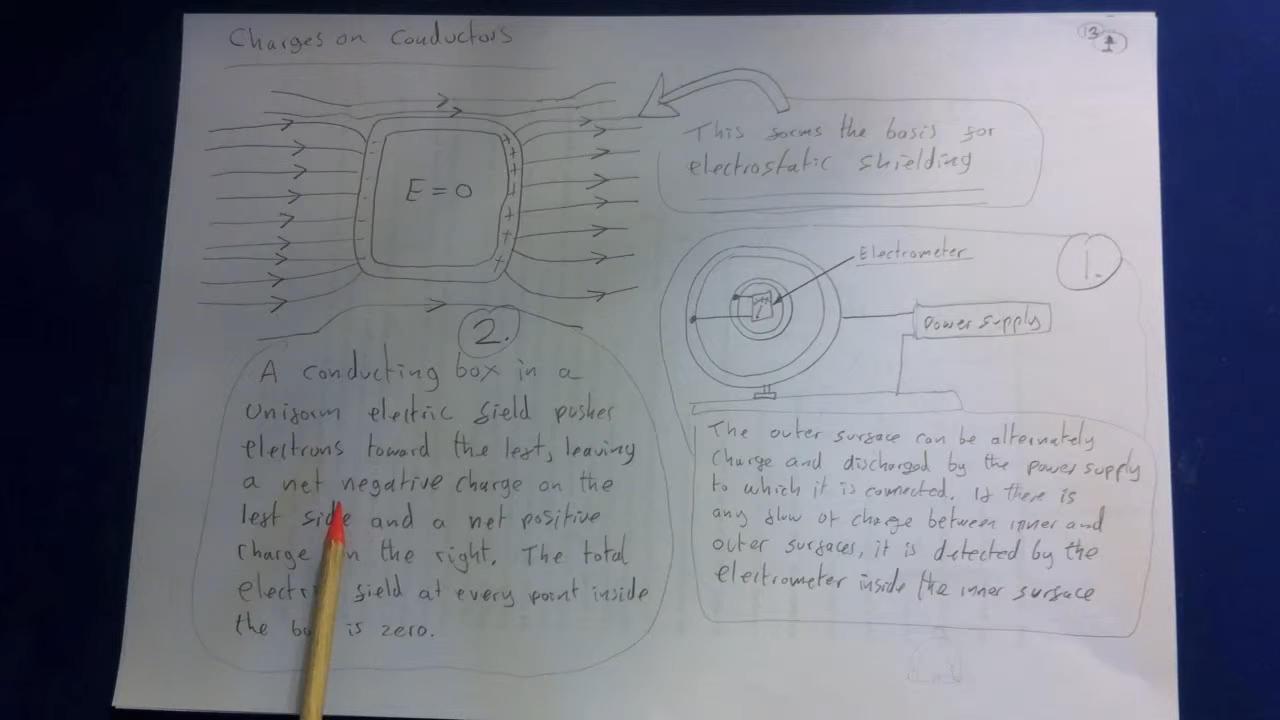 Charges on Conductors
13
1
This forms the basis for
electrostatic shielding
E = 0
Electrometer
1.
Power supply
2.
A conducting box in a
Uniform electric field pushes
electrons toward the left, leaving
a net negative charge on the
left side and a net positive
charge in the right. The total
electri field at every point inside
the bo is zero.
The outer surface can be alternately
charge and discharged by the power supply
to which it is connected. If there is
any flow of charge between inner and
outer surfaces, it is detected by the
electrometer inside the inner surface